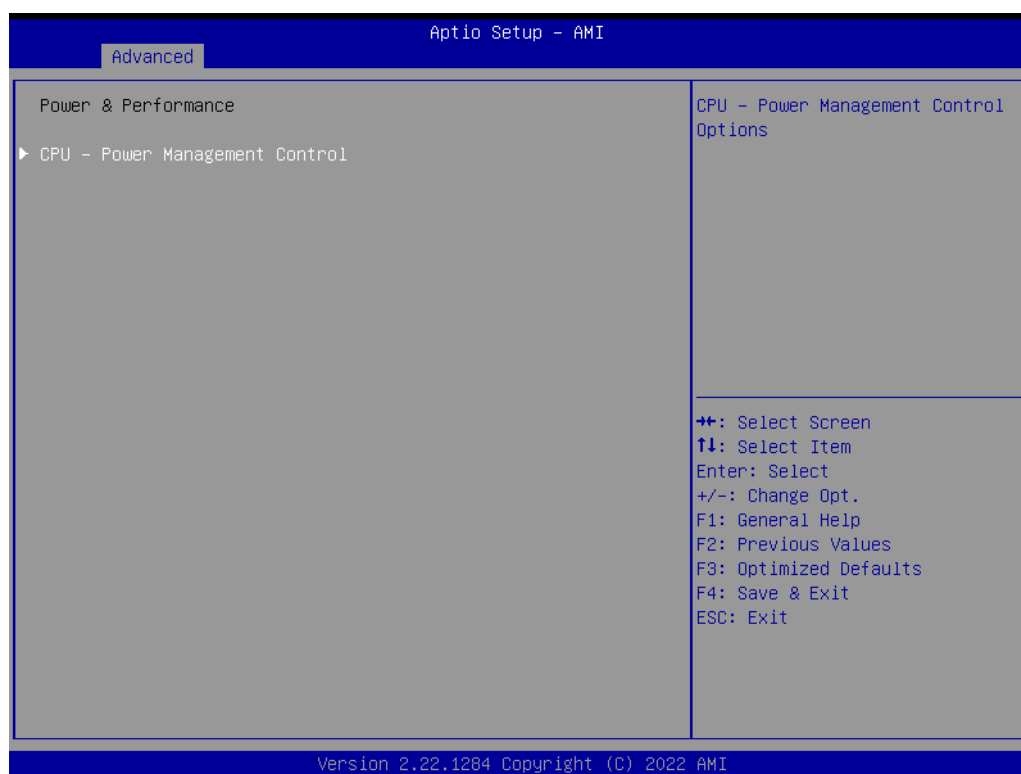 Aptio Setup – AMI
Advanced
Power & Performance
▶ CPU – Power Management Control
CPU – Power Management Control
Options
→←: Select Screen
↑↓: Select Item
Enter: Select
+/-: Change Opt.
F1: General Help
F2: Previous Values
F3: Optimized Defaults
F4: Save & Exit
ESC: Exit
Version 2.22.1284 Copyright (C) 2022 AMI